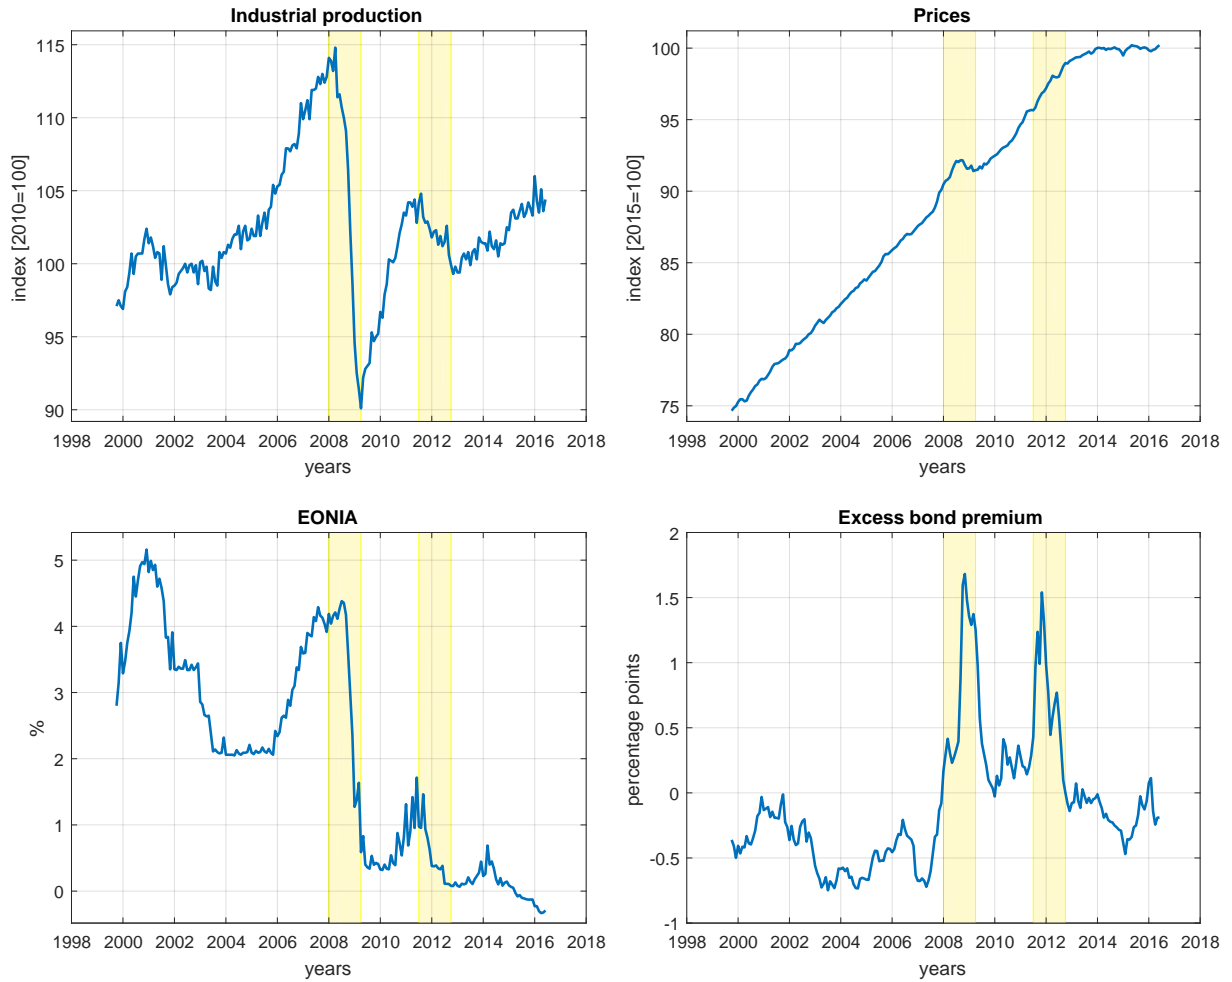 Industrial production
115
110
105
100
95
90
index [2010=100]
1998 2000 2002 2004 2006 2008 2010 2012 2014 2016 2018
years
Prices
100
95
90
85
80
75
index [2015=100]
1998 2000 2002 2004 2006 2008 2010 2012 2014 2016 2018
years
EONIA
5
4
3
2
1
0
%
1998 2000 2002 2004 2006 2008 2010 2012 2014 2016 2018
years
Excess bond premium
2
1.5
1
0.5
0
-0.5
-1
percentage points
1998 2000 2002 2004 2006 2008 2010 2012 2014 2016 2018
years